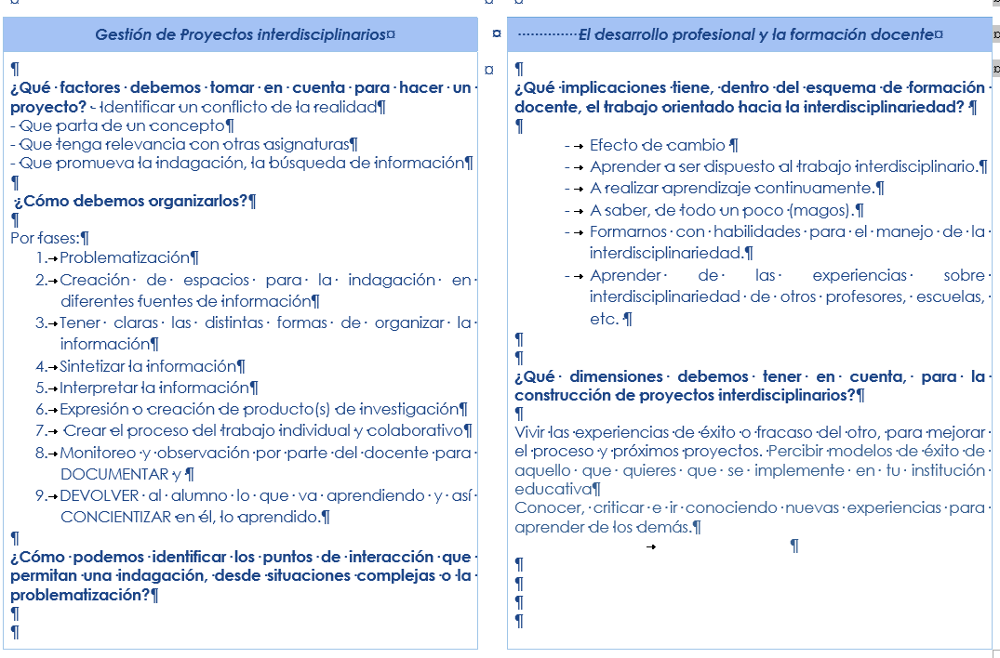 Gestión de Proyectos interdisciplinarios
¿Qué factores debemos tomar en cuenta para hacer un
proyecto? - Identificar un conflicto de la realidad
- Que parta de un concepto
- Que tenga relevancia con otras asignaturas
- Que promueva la indagación, la búsqueda de información
¿Cómo debemos organizarlos?
Por fases:
1. Problematización
2. Creación de espacios para la indagación en
diferentes fuentes de información
3. Tener claras las distintas formas de organizar la
información
4. Sintetizar la información
5. Interpretar la información
6. Expresión o creación de producto(s) de investigación
7. Crear el proceso del trabajo individual y colaborativo
8. Monitoreo y observación por parte del docente para
DOCUMENTAR y
9. DEVOLVER al alumno lo que va aprendiendo y así
CONCIENTIZAR en él, lo aprendido.
¿Cómo podemos identificar los puntos de interacción que
permitan una indagación, desde situaciones complejas o la
problematización?
El desarrollo profesional y la formación docente
¿Qué implicaciones tiene, dentro del esquema de formación
docente, el trabajo orientado hacia la interdisciplinariedad?
- Efecto de cambio
- Aprender a ser dispuesto al trabajo interdisciplinario.
- A realizar aprendizaje continuamente.
- A saber, de todo un poco (magos).
- Formarnos con habilidades para el manejo de la
interdisciplinariedad.
- Aprender de las experiencias sobre
interdisciplinariedad de otros profesores, escuelas,
etc.
¿Qué dimensiones debemos tener en cuenta, para la
construcción de proyectos interdisciplinarios?
Vivir las experiencias de éxito o fracaso del otro, para mejorar
el proceso y próximos proyectos. Percibir modelos de éxito de
aquello que quieres que se implemente en tu institución
educativa
Conocer, criticar e ir conociendo nuevas experiencias para
aprender de los demás.